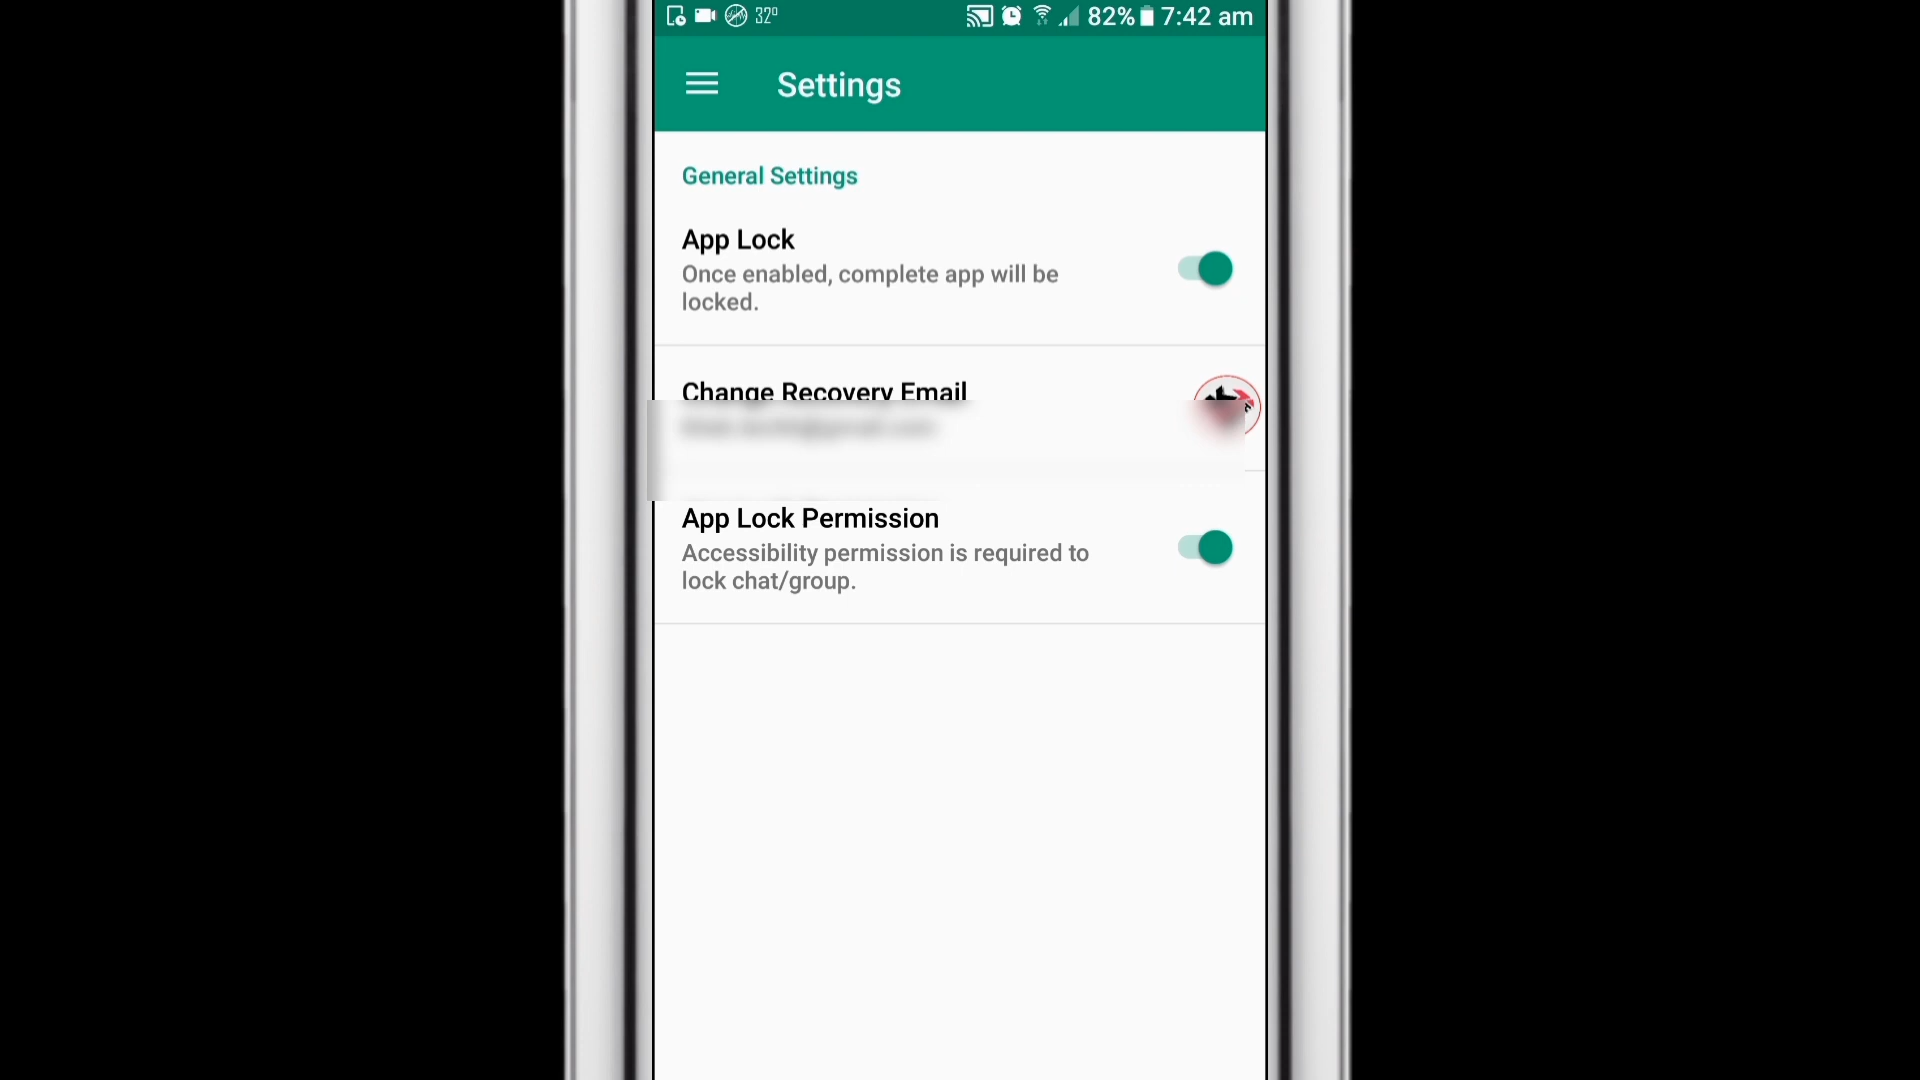 32° 82% 7:42 am
Settings
General Settings
App Lock
Once enabled, complete app will be
locked.
Change Recovery Email
App Lock Permission
Accessibility permission is required to
lock chat/group.